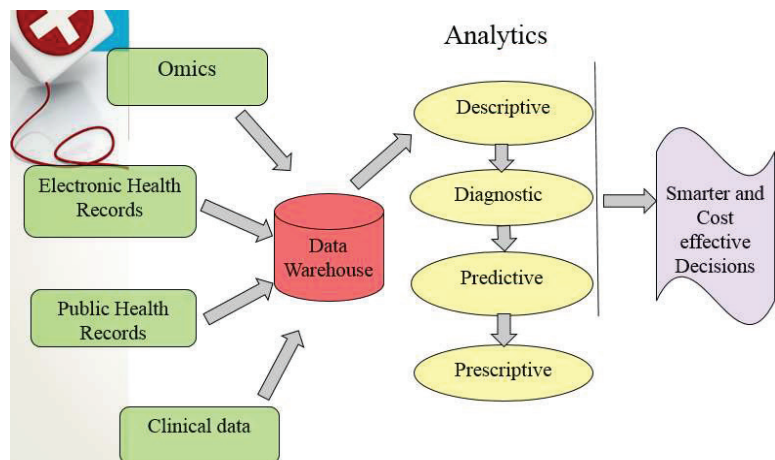 Analytics
Omics
Electronic Health
Records
Public Health
Records
Clinical data
Data
Warehouse
Descriptive
Diagnostic
Predictive
Prescriptive
Smarter and
Cost
effective
Decisions